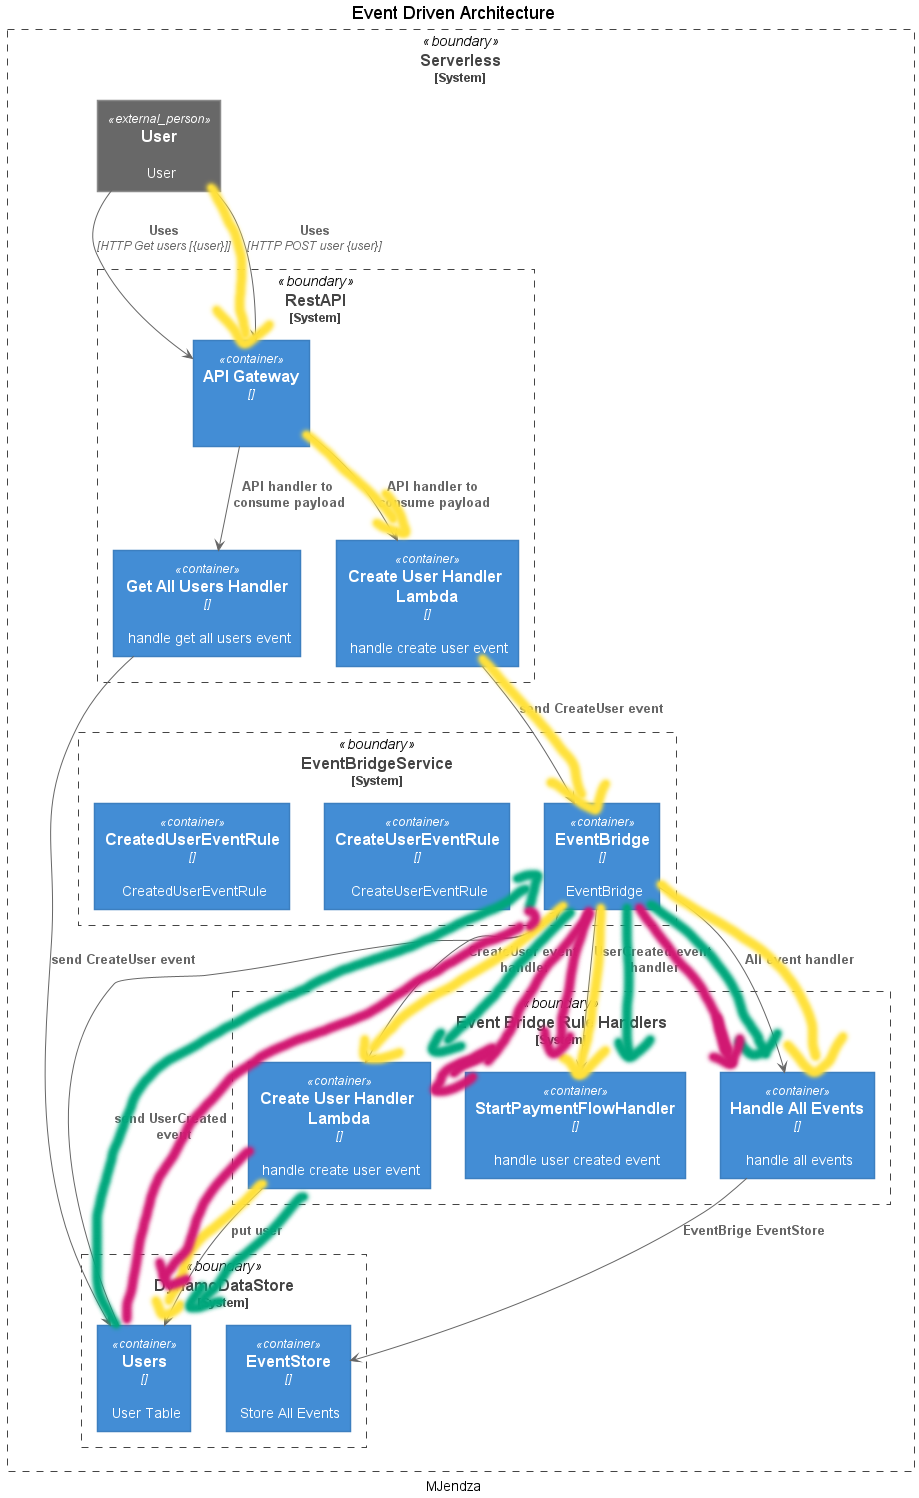 Event Driven Architecture
«boundary»
Serverless
[System]
«external_person»
User
User
Uses
[HTTP Get users [{user}]]
Uses
[HTTP POST user {user}]
«boundary»
RestAPI
[System]
«container»
API Gateway
[]
API handler to
consume payload
API handler to
consume payload
«container»
Get All Users Handler
[]
handle get all users event
«container»
Create User Handler
Lambda
[]
handle create user event
send CreateUser event
«boundary»
EventBridgeService
[System]
«container»
CreatedUserEventRule
[]
CreatedUserEventRule
«container»
CreateUserEventRule
[]
CreateUserEventRule
«container»
EventBridge
[]
EventBridge
send CreateUser event
CreateUser event
handler
UserCreated event
handler
All event handler
«boundary»
Event Bridge Rule Handlers
[System]
«container»
Create User Handler
Lambda
[]
handle create user event
«container»
StartPaymentFlowHandler
[]
handle user created event
«container»
Handle All Events
[]
handle all events
send UserCreated
event
put user
EventBrige EventStore
«boundary»
DynamoDataStore
[System]
«container»
Users
[]
User Table
«container»
EventStore
[]
Store All Events
MJendza